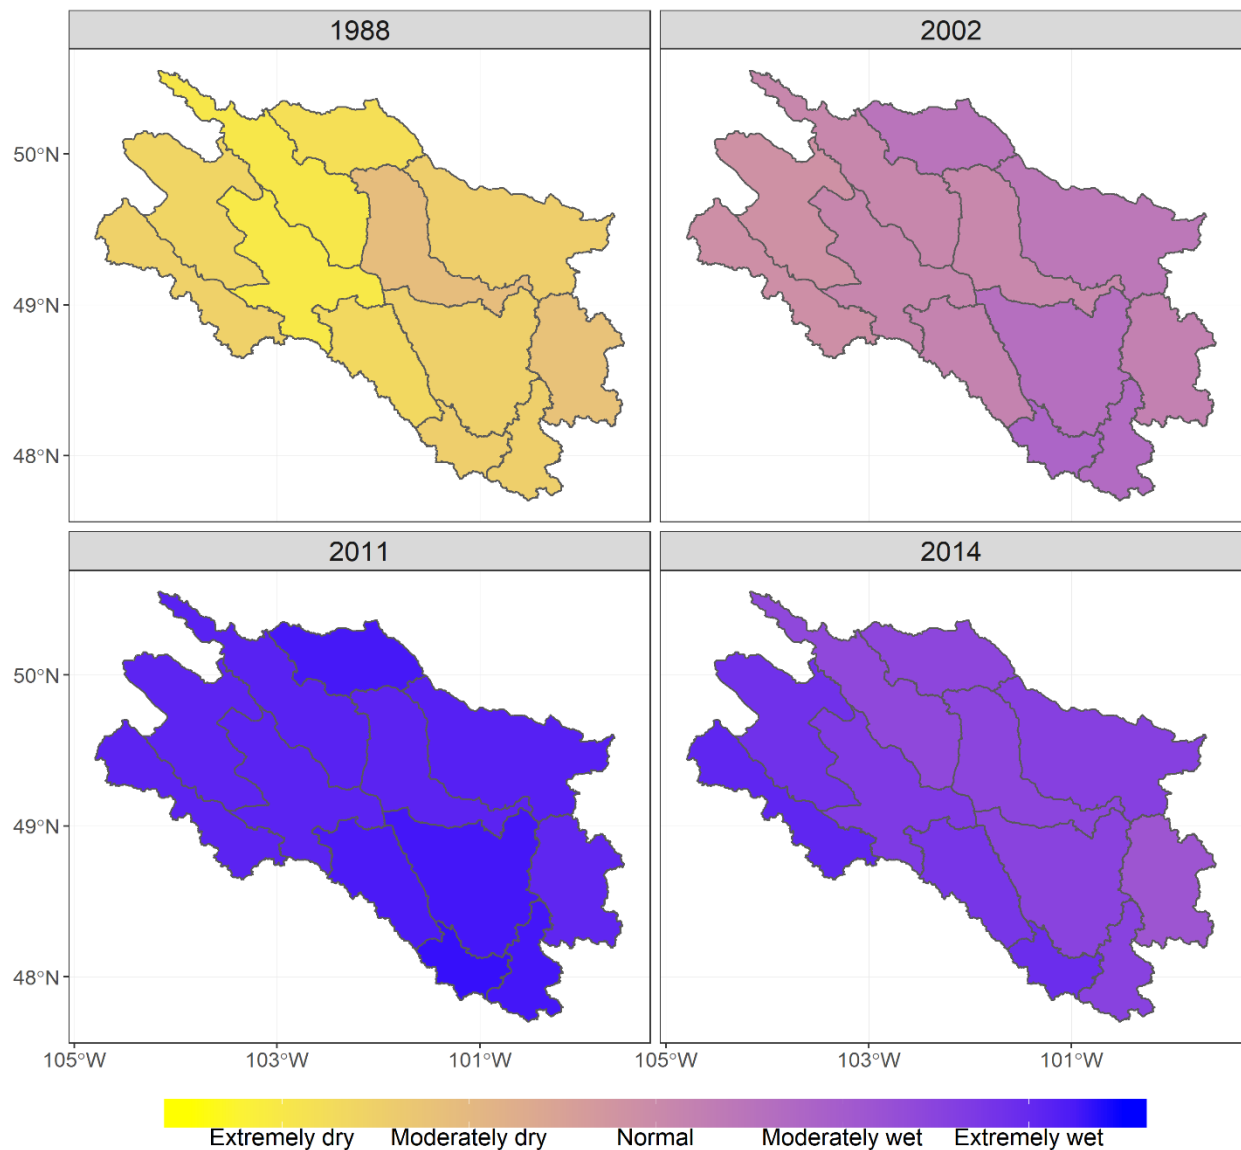 1988
2002
50°N
49°N
48°N
2011
2014
50°N
49°N
48°N
105°W
103°W
101°W
105°W
103°W
101°W
Extremely dry
Moderately dry
Normal
Moderately wet
Extremely wet